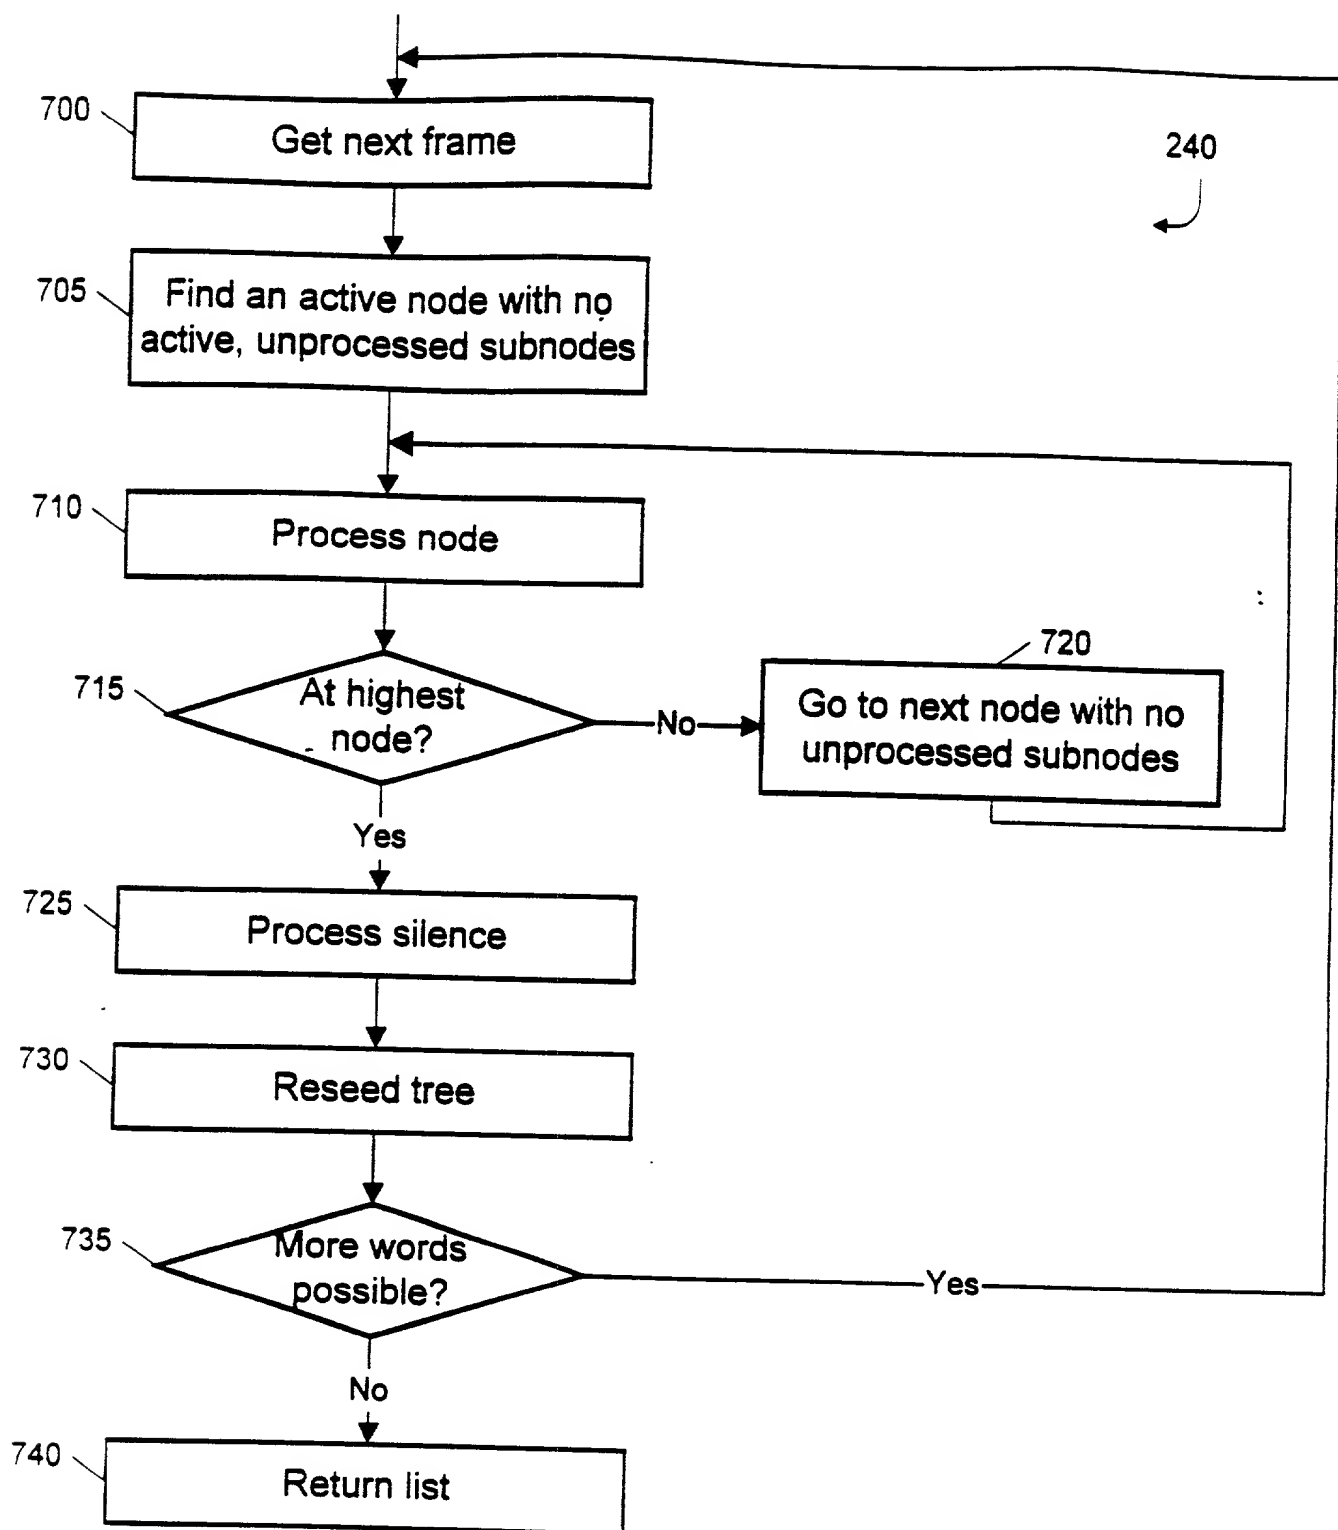 700
Get next frame
240
705
Find an active node with no
active, unprocessed subnodes
710
Process node
720
715
At highest
node?
No
Go to next node with no
unprocessed subnodes
Yes
725
Process silence
730
Reseed tree
735
More words
possible?
Yes
No
740
Return list